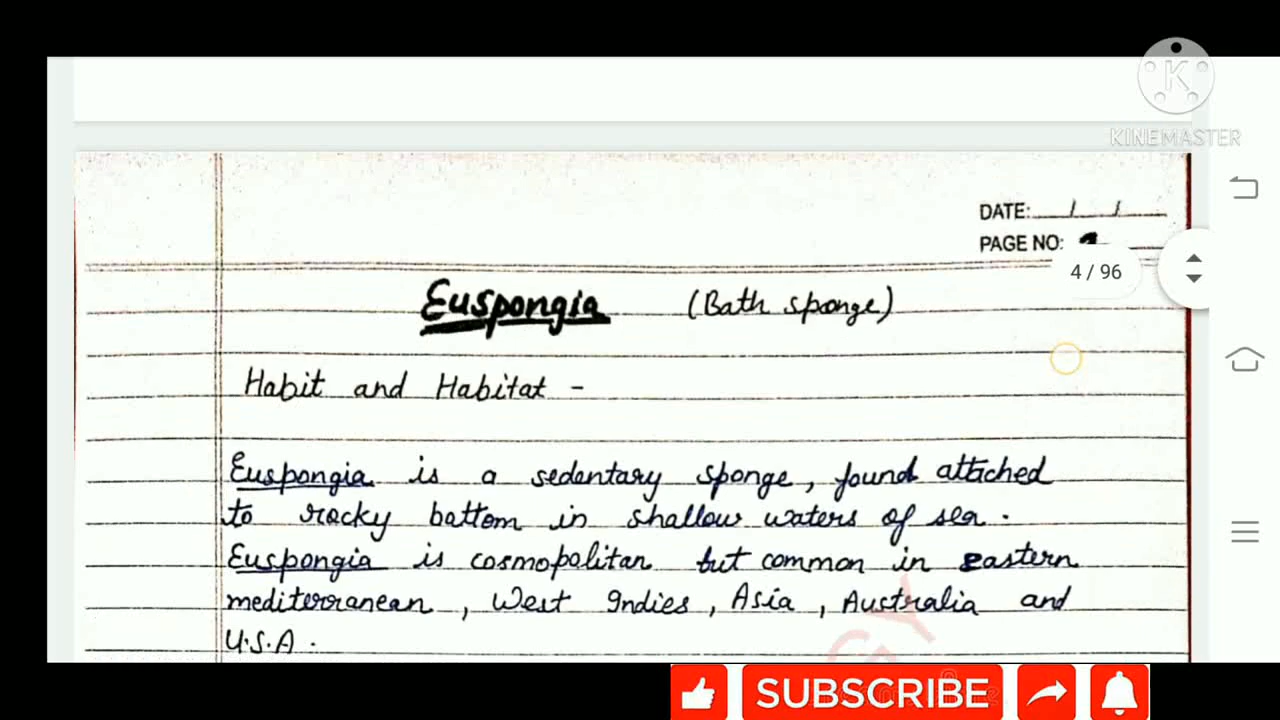 K
KINEMASTER
DATE: / /
PAGE NO:
4 / 96
Euspongia (Bath sponge)
Habit and Habitat -
Euspongia is a sedentary sponge, found attached
to rocky bottom in shallow waters of sea.
Euspongia is cosmopolitan but common in eastern
mediterranean, West Indies, Asia, Australia and
U.S.A.
GY
SUBSCRIBE